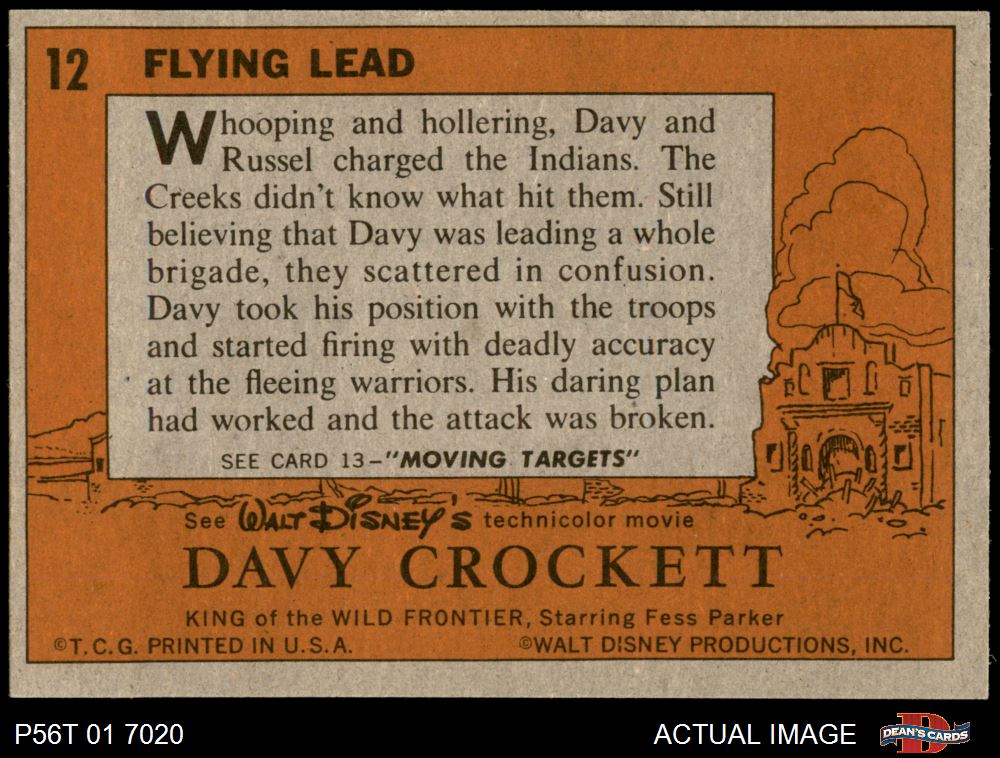 12 FLYING LEAD
Whooping and hollering, Davy and
Russel charged the Indians. The
Creeks didn't know what hit them. Still
believing that Davy was leading a whole
brigade, they scattered in confusion.
Davy took his position with the troops
and started firing with deadly accuracy
at the fleeing warriors. His daring plan
had worked and the attack was broken.
SEE CARD 13-"MOVING TARGETS"
See WALT DISNEY'S technicolor movie
DAVY CROCKETT
KING of the WILD FRONTIER, Starring Fess Parker
©T.C.G. PRINTED IN U.S.A. ©WALT DISNEY PRODUCTIONS, INC.
P56T 01 7020 ACTUAL IMAGE D DEAN'S CARDS